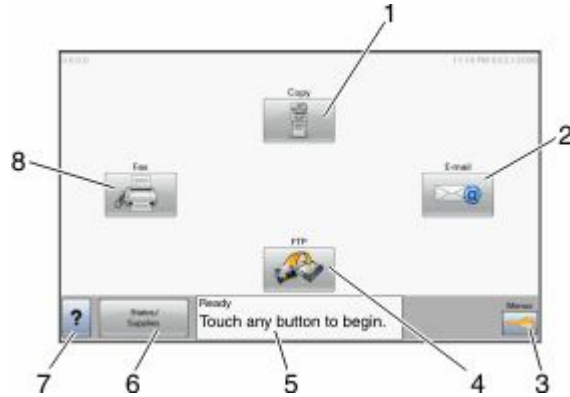 1
Copy
2
E-mail
8
Fax
FTP
Ready
Touch any button to begin.
Status/
Supplies
Menus
?
7
6
5
4
3